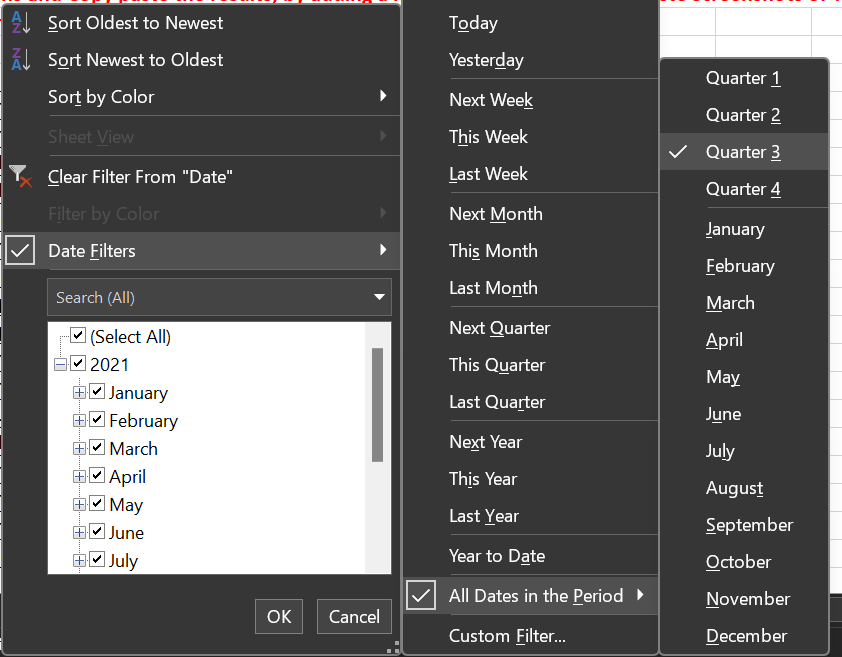 Sort Oldest to Newest
Sort Newest to Oldest
Sort by Color
Sheet View
Clear Filter From "Date"
Filter by Color
Date Filters
Search (All)
(Select All)
2021
January
February
March
April
May
June
July
OK Cancel
Today
Yesterday
Next Week
This Week
Last Week
Next Month
This Month
Last Month
Next Quarter
This Quarter
Last Quarter
Next Year
This Year
Last Year
Year to Date
All Dates in the Period
Custom Filter...
Quarter 1
Quarter 2
Quarter 3
Quarter 4
January
February
March
April
May
June
July
August
September
October
November
December